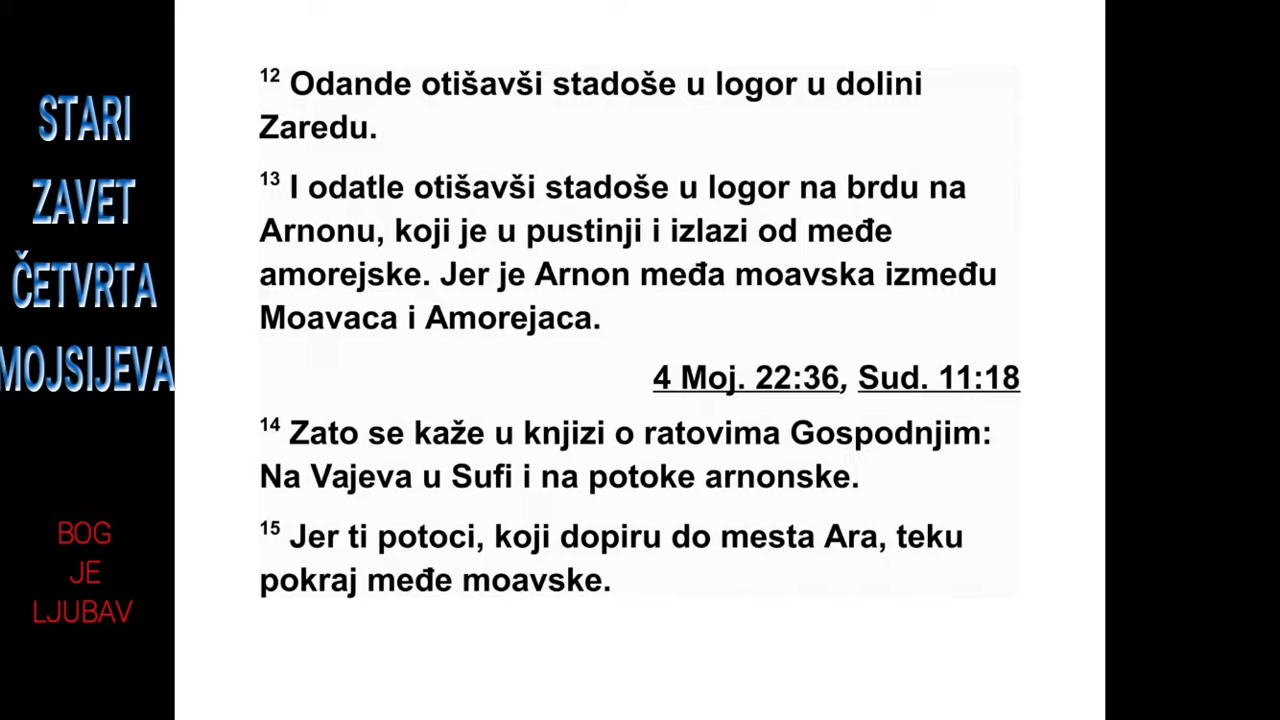 STARI
ZAVET
ČETVRTA
MOJSIJEVA
BOG
JE
LJUBAV
12 Odande otišavši stadoše u logor u dolini
Zaredu.
13 I odatle otišavši stadoše u logor na brdu na
Arnonu, koji je u pustinji i izlazi od međe
amorejske. Jer je Arnon međa moavska između
Moavaca i Amorejaca.
4 Moj. 22:36, Sud. 11:18
14 Zato se kaže u knjizi o ratovima Gospodnjim:
Na Vajeva u Sufi i na potoke arnonske.
15 Jer ti potoci, koji dopiru do mesta Ara, teku
pokraj međe moavske.